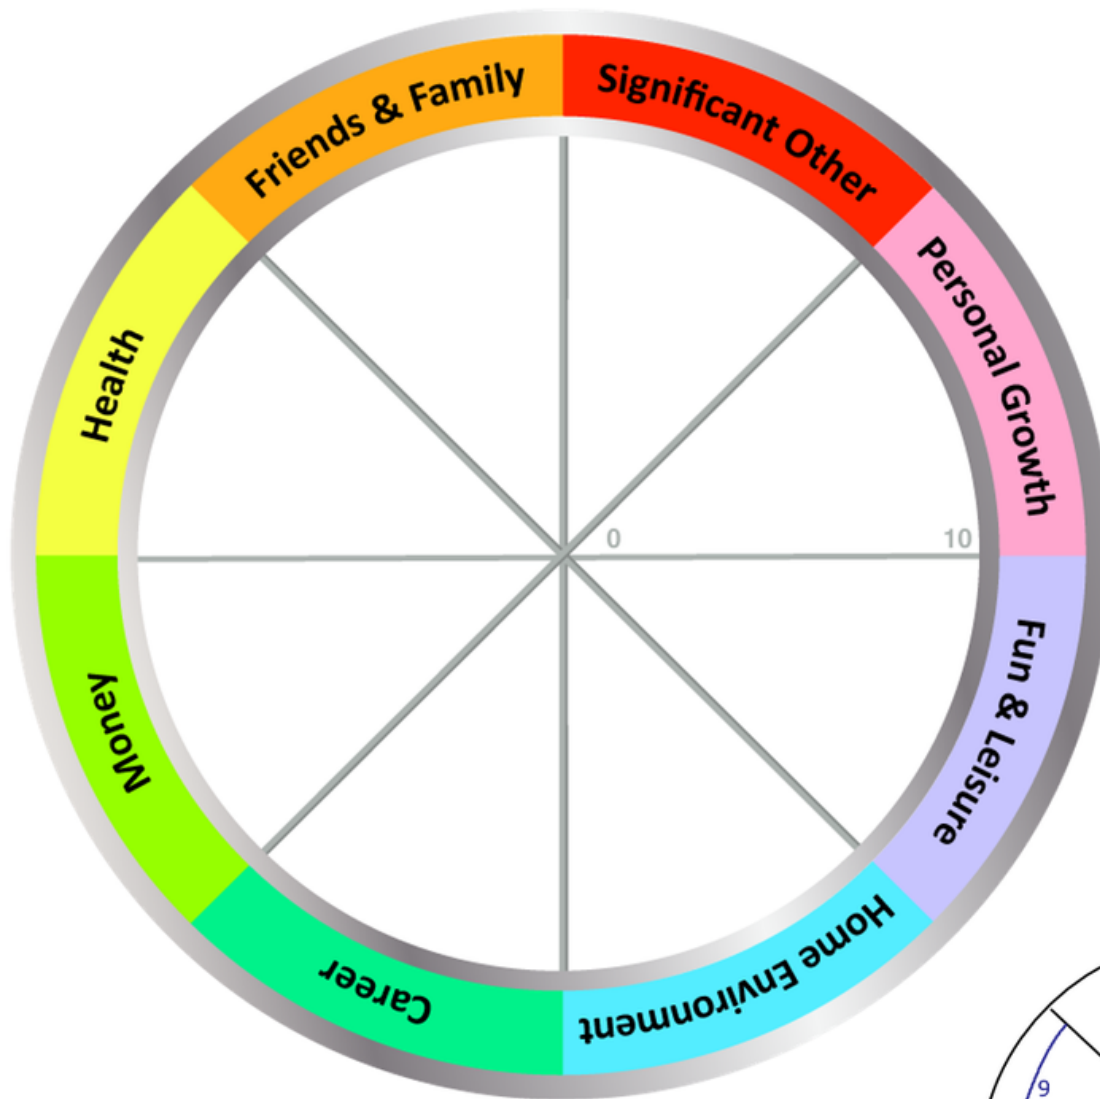 Friends & Family
Significant Other
Personal Growth
Fun & Leisure
Home Environment
Career
Money
Health
0
10
9